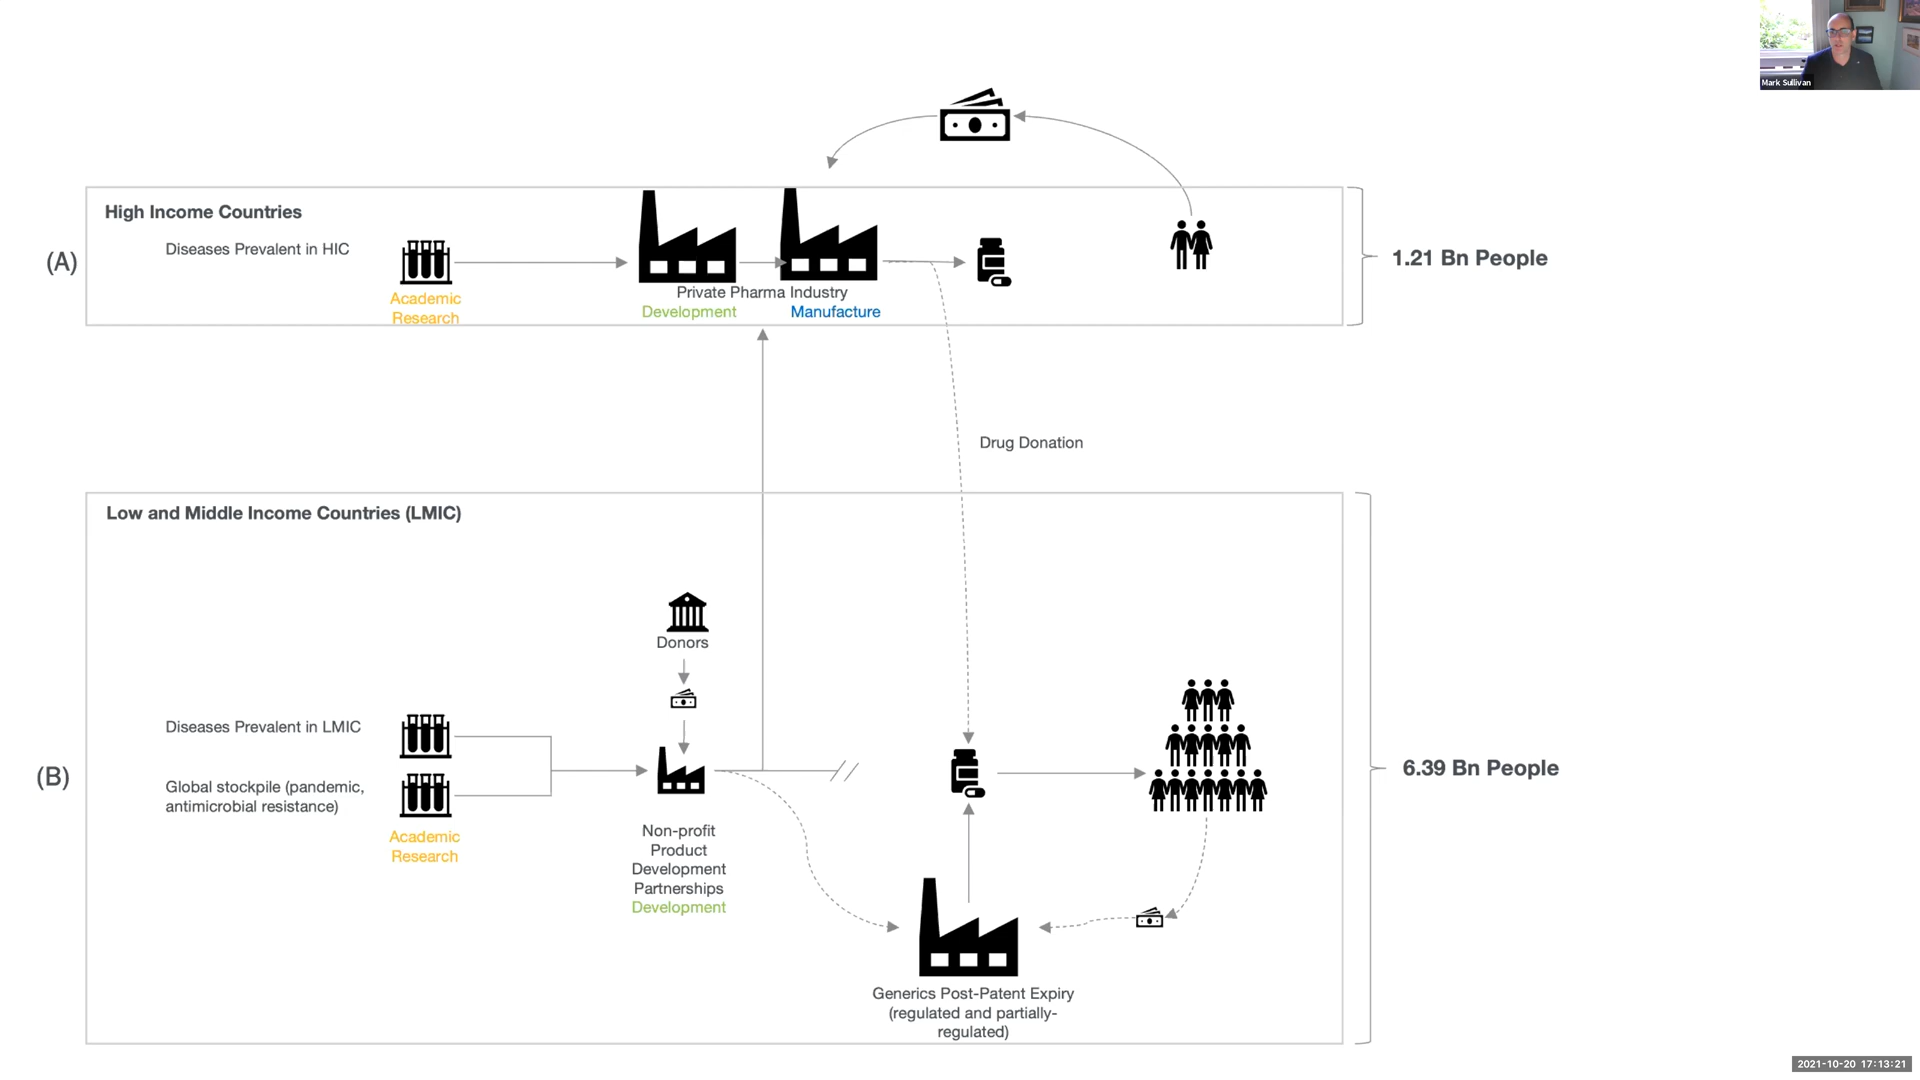 Mark Sullivan
High Income Countries
Diseases Prevalent in HIC
(A)
Academic
Research
Private Pharma Industry
Development
Manufacture
1.21 Bn People
Drug Donation
Low and Middle Income Countries (LMIC)
Donors
Diseases Prevalent in LMIC
(B)
Global stockpile (pandemic,
antimicrobial resistance)
Academic
Research
Non-profit
Product
Development
Partnerships
Development
6.39 Bn People
Generics Post-Patent Expiry
(regulated and partially-
regulated)
2021-10-20 17:13:21